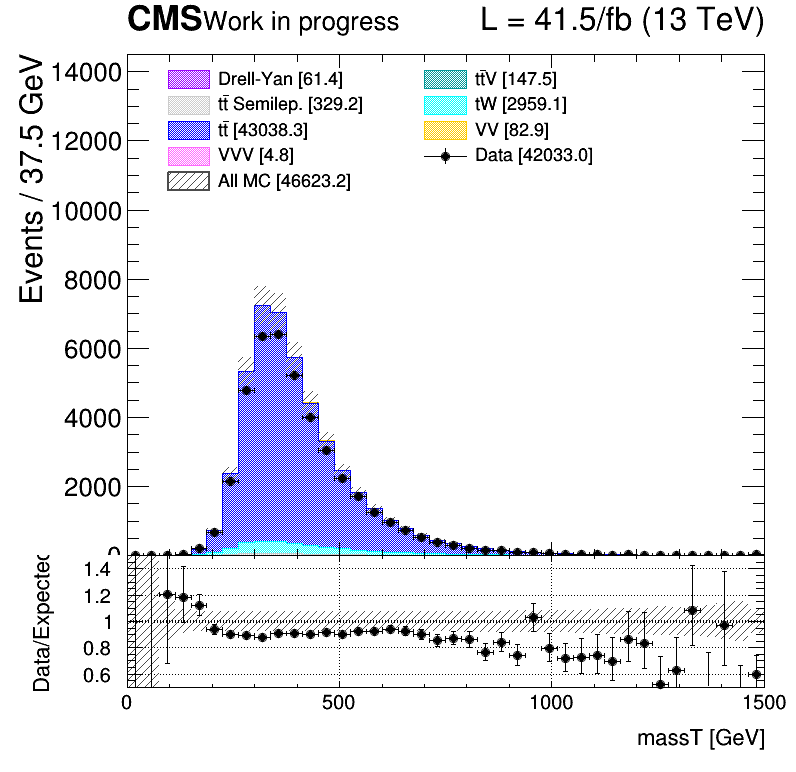 CMS Work in progress L = 41.5/fb (13 TeV)
Events / 37.5 GeV
14000
12000
10000
8000
6000
4000
2000
0
Drell-Yan [61.4]
tt̄ Semilep. [329.2]
tt̄ [43038.3]
VVV [4.8]
All MC [46623.2]
tt̄V [147.5]
tW [2959.1]
VV [82.9]
Data [42033.0]
Data/Expected
1.4
1.2
1
0.8
0.6
0 500 1000 1500
massT [GeV]